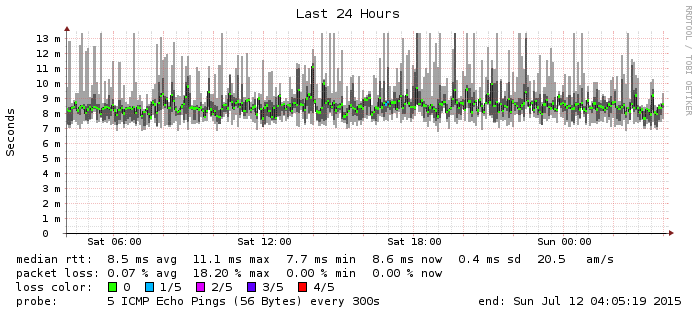 Last 24 Hours
RRDTOOL / TOBI OETIKER
Seconds
13 m
12 m
11 m
10 m
9 m
8 m
7 m
6 m
5 m
4 m
3 m
2 m
1 m
0
Sat 06:00 Sat 12:00 Sat 18:00 Sun 00:00
median rtt: 8.5 ms avg 11.1 ms max 7.7 ms min 8.6 ms now 0.4 ms sd 20.5 am/s
packet loss: 0.07 % avg 18.20 % max 0.00 % min 0.00 % now
loss color: 0 1/5 2/5 3/5 4/5
probe: 5 ICMP Echo Pings (56 Bytes) every 300s end: Sun Jul 12 04:05:19 2015